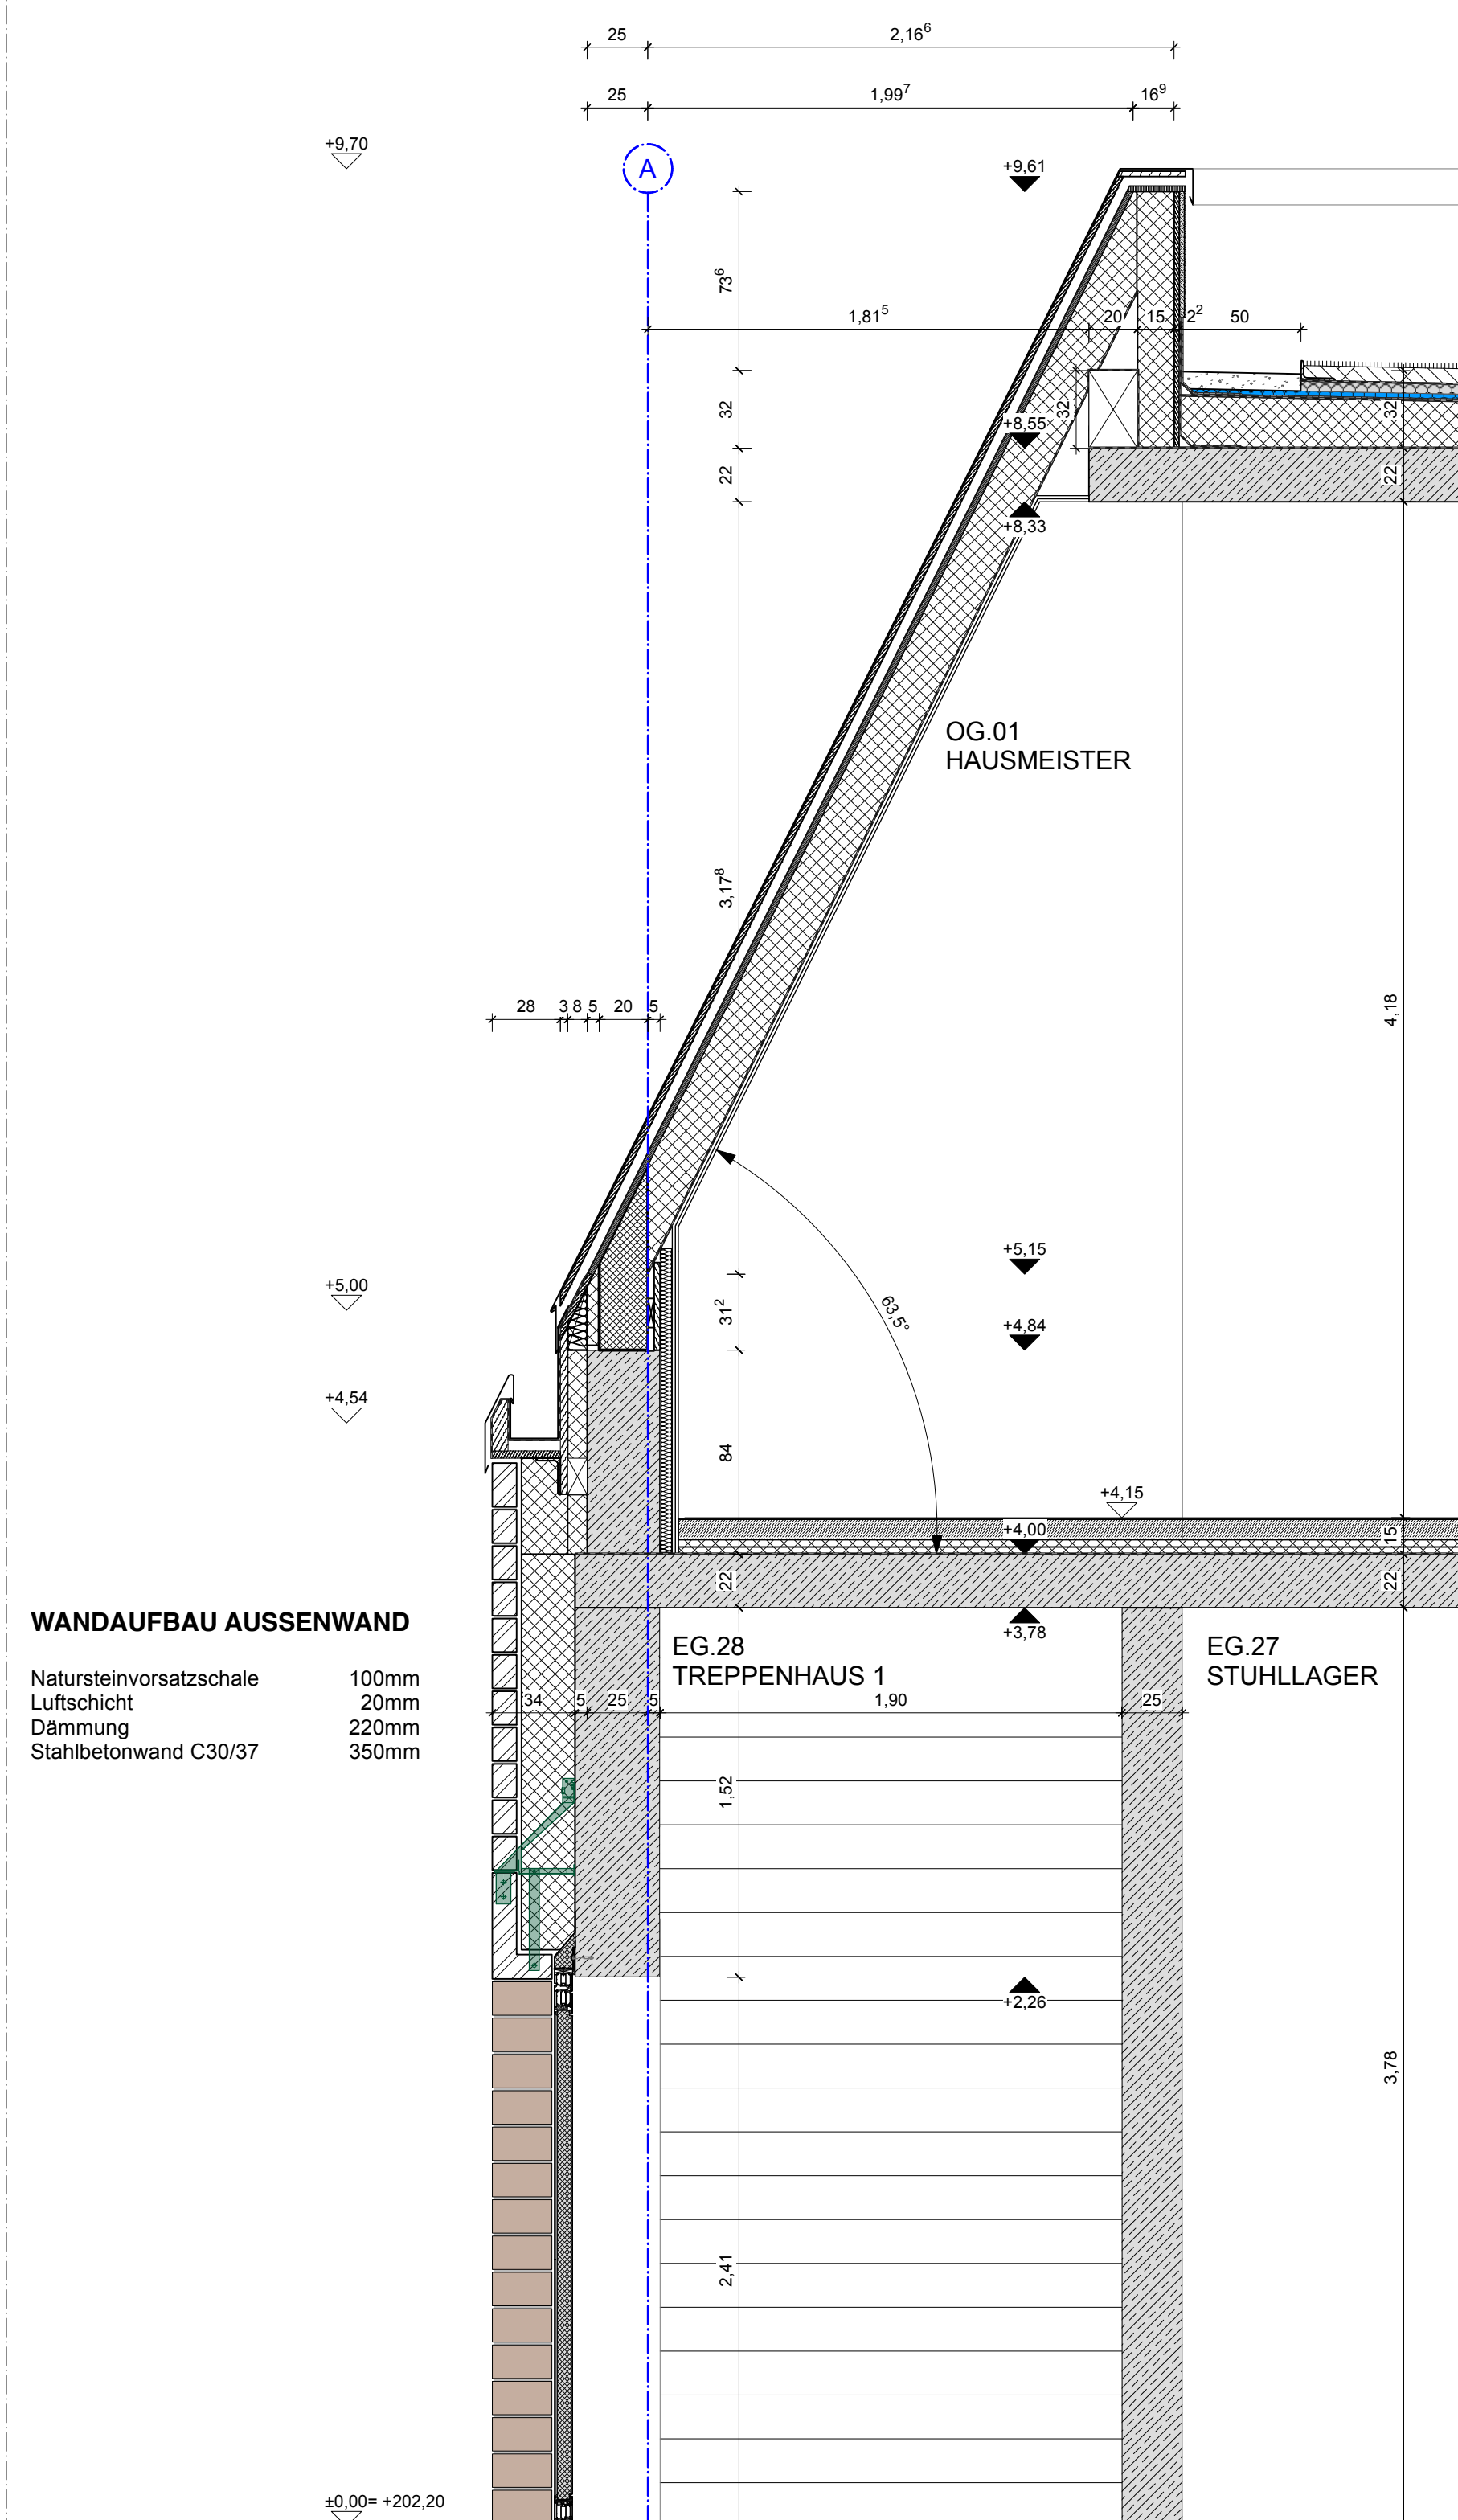 25 2,16⁶
25 1,99⁷ 16⁹
+9,70
A
+9,61
73⁶
1,81⁵ 20 15 2² 50
32
32
32
+8,55
22
22
+8,33
OG.01
HAUSMEISTER
3,17⁸
4,18
28 3 8 5 20 5
+5,15
+5,00
31²
63,5°
+4,84
+4,54
84
+4,15
+4,00
15
22
22
WANDAUFBAU AUSSENWAND
+3,78
EG.28
TREPPENHAUS 1
EG.27
STUHLLAGER
Natursteinvorsatzschale 100mm
Luftschicht 20mm
Dämmung 220mm
Stahlbetonwand C30/37 350mm
34 5 25 5 1,90 25
1,52
+2,26
3,78
2,41
±0,00= +202,20